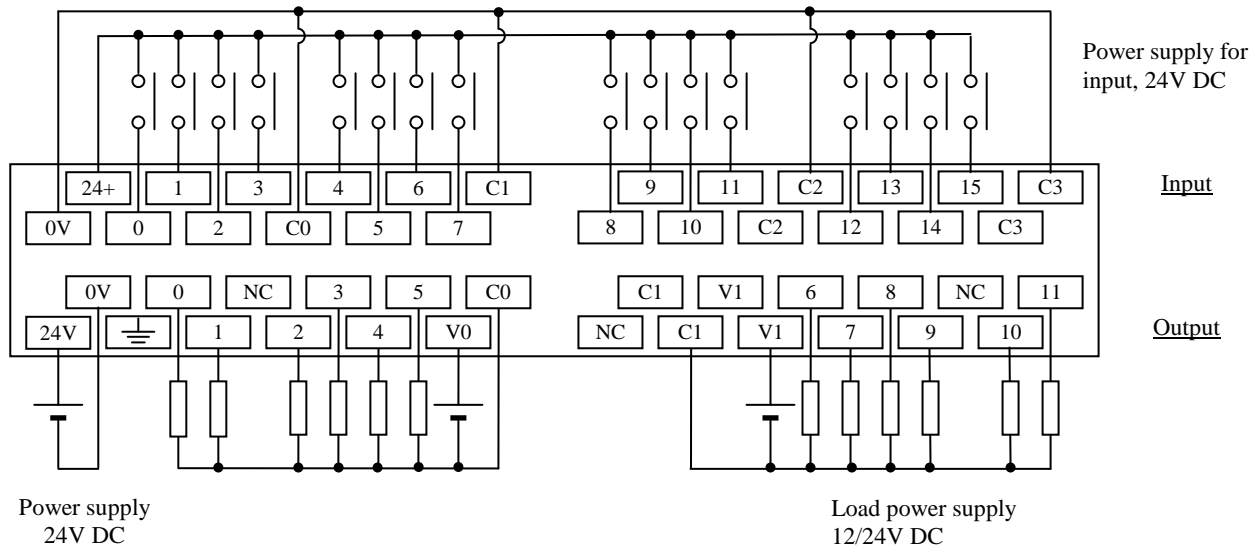 Power supply for
input, 24V DC
24+ 1 3 4 6 C1 9 11 C2 13 15 C3
Input
0V 0 2 C0 5 7 8 10 C2 12 14 C3
0V 0 NC 3 5 C0 C1 V1 6 8 NC 11
24V 1 2 4 V0 NC C1 V1 7 9 10
Output
Power supply
24V DC
Load power supply
12/24V DC